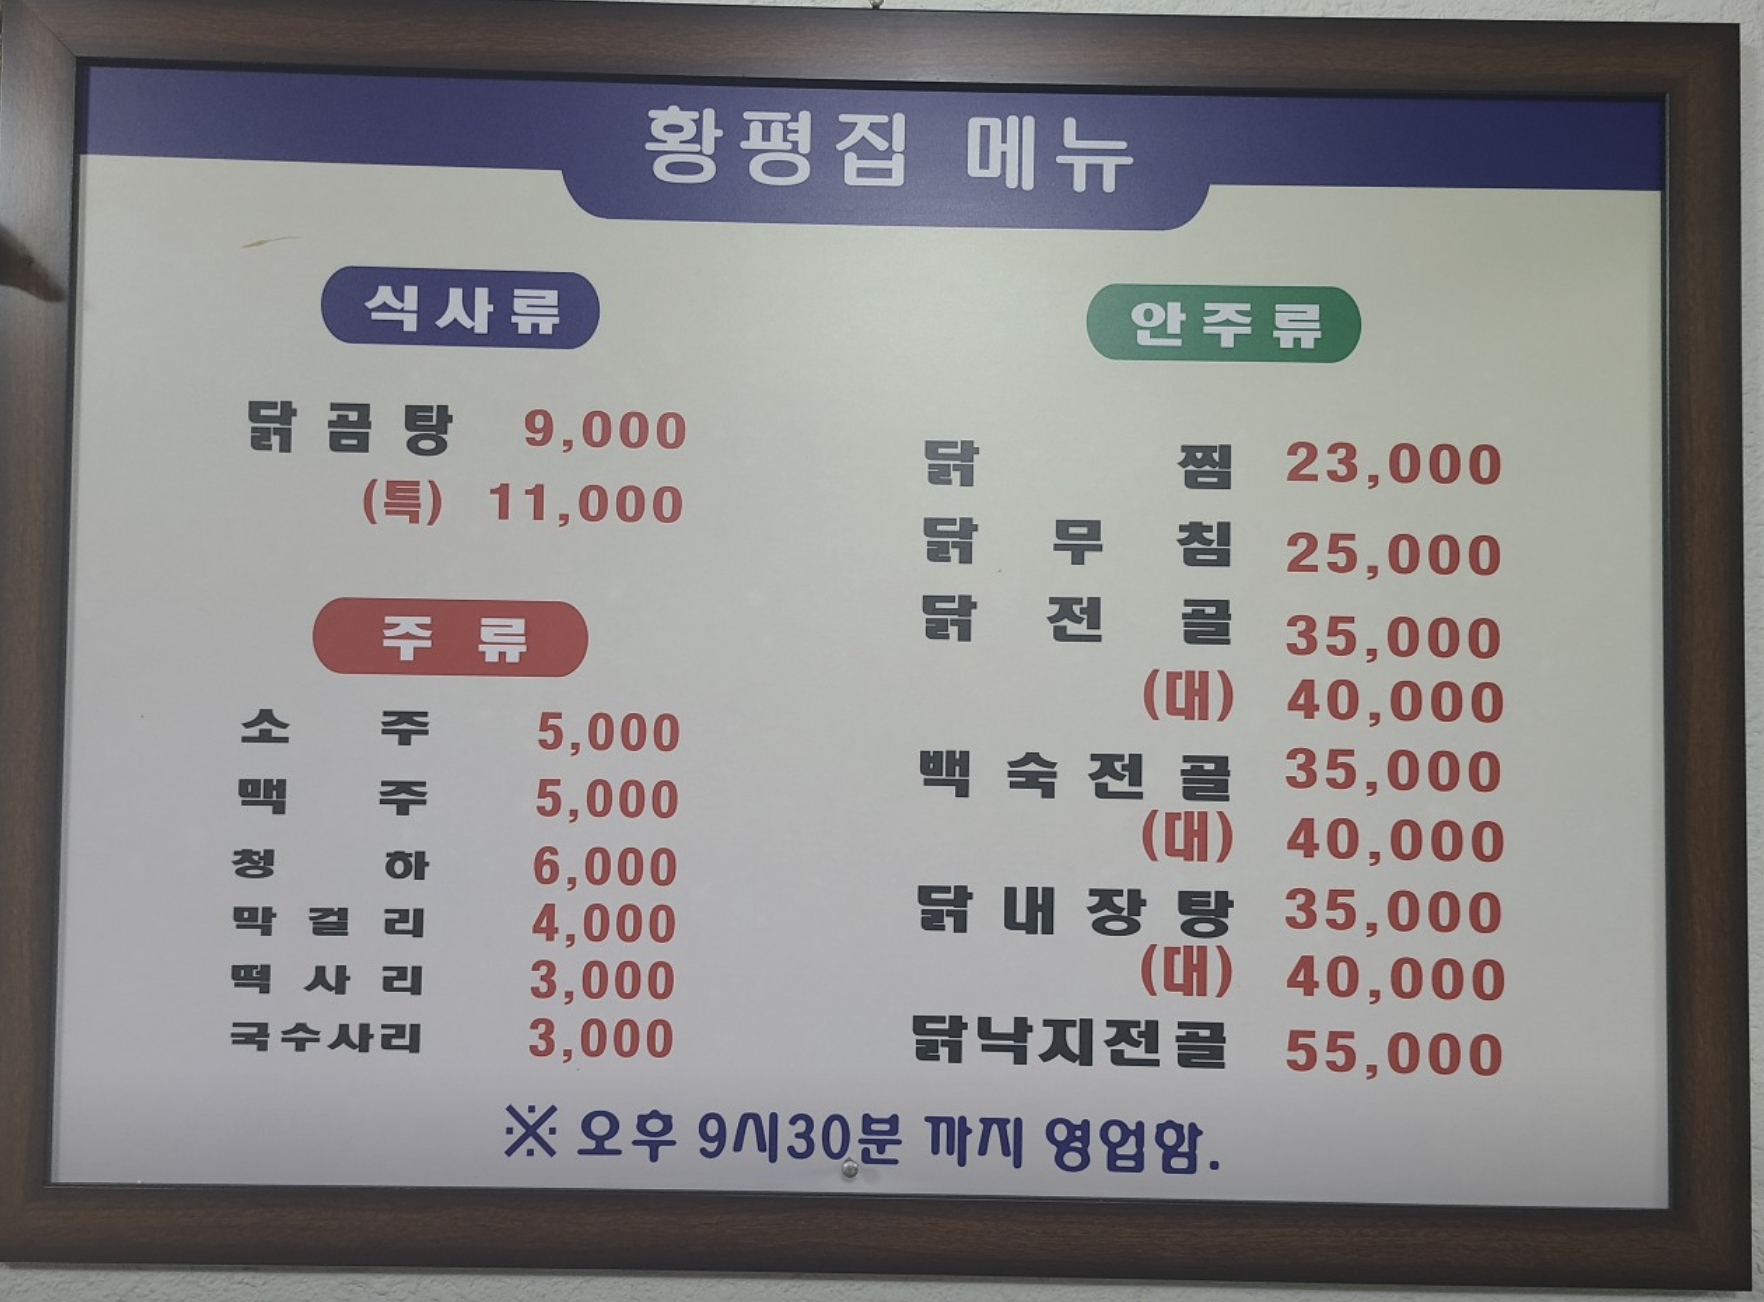 황평집 메뉴
식사류
닭곰탕 9,000
(특) 11,000
주류
소주 5,000
맥주 5,000
청하 6,000
막걸리 4,000
떡사리 3,000
국수사리 3,000
안주류
닭찜 23,000
닭무침 25,000
닭전골 35,000
(대) 40,000
백숙전골 35,000
(대) 40,000
닭내장탕 35,000
(대) 40,000
닭낙지전골 55,000
※ 오후 9시30분 까지 영업함.